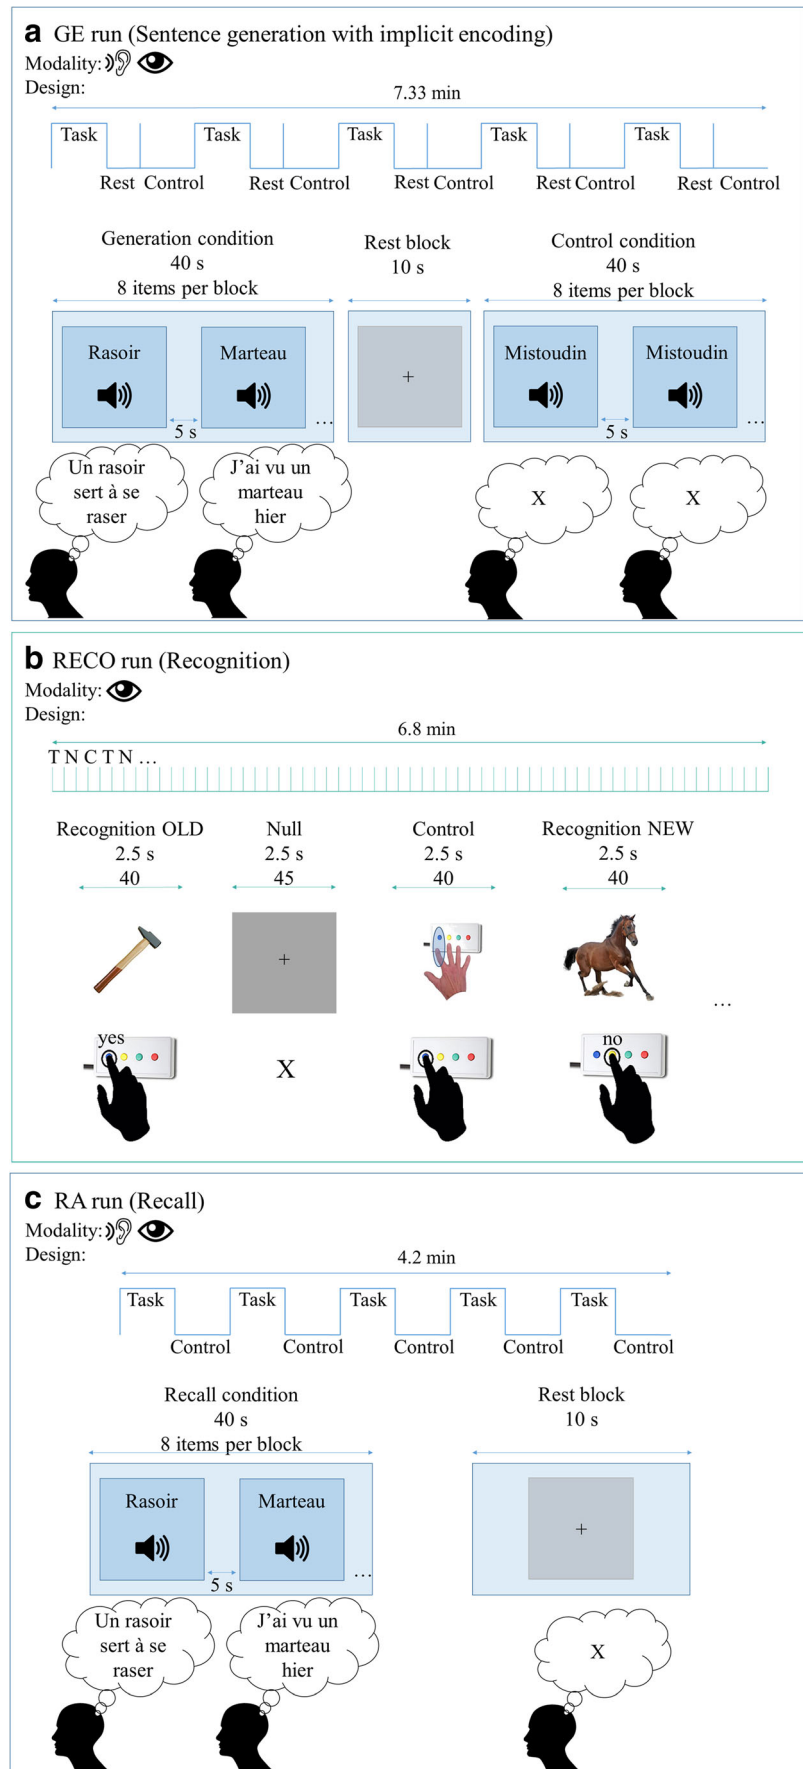 a GE run (Sentence generation with implicit encoding)
Modality:
Design:
7.33 min
Task Task Task Task Task
Rest Control Rest Control Rest Control Rest Control Rest Control
Generation condition
40 s
8 items per block
Rest block
10 s
Control condition
40 s
8 items per block
Rasoir
Marteau
...
5 s
+
Mistoudin
Mistoudin
...
5 s
Un rasoir
sert à se
raser
J'ai vu un
marteau
hier
X
X
b RECO run (Recognition)
Modality:
Design:
6.8 min
T N C T N ...
Recognition OLD
2.5 s
40
Null
2.5 s
45
Control
2.5 s
40
Recognition NEW
2.5 s
40
+
...
yes
X
no
c RA run (Recall)
Modality:
Design:
4.2 min
Task Task Task Task Task
Control Control Control Control Control
Recall condition
40 s
8 items per block
Rest block
10 s
Rasoir
Marteau
...
5 s
+
Un rasoir
sert à se
raser
J'ai vu un
marteau
hier
X